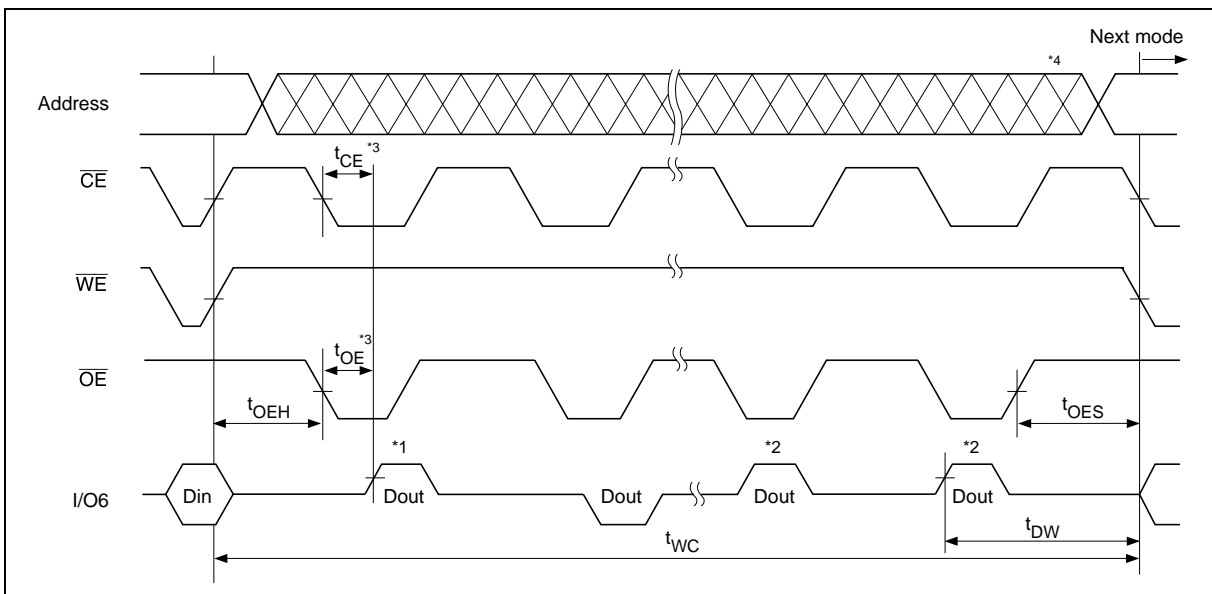 Next mode
*4
Address
tCE *3
CE
WE
tOE *3
OE
tOEH
tOES
*1
*2
*2
I/O6
Din
Dout
Dout
Dout
Dout
tDW
tWC